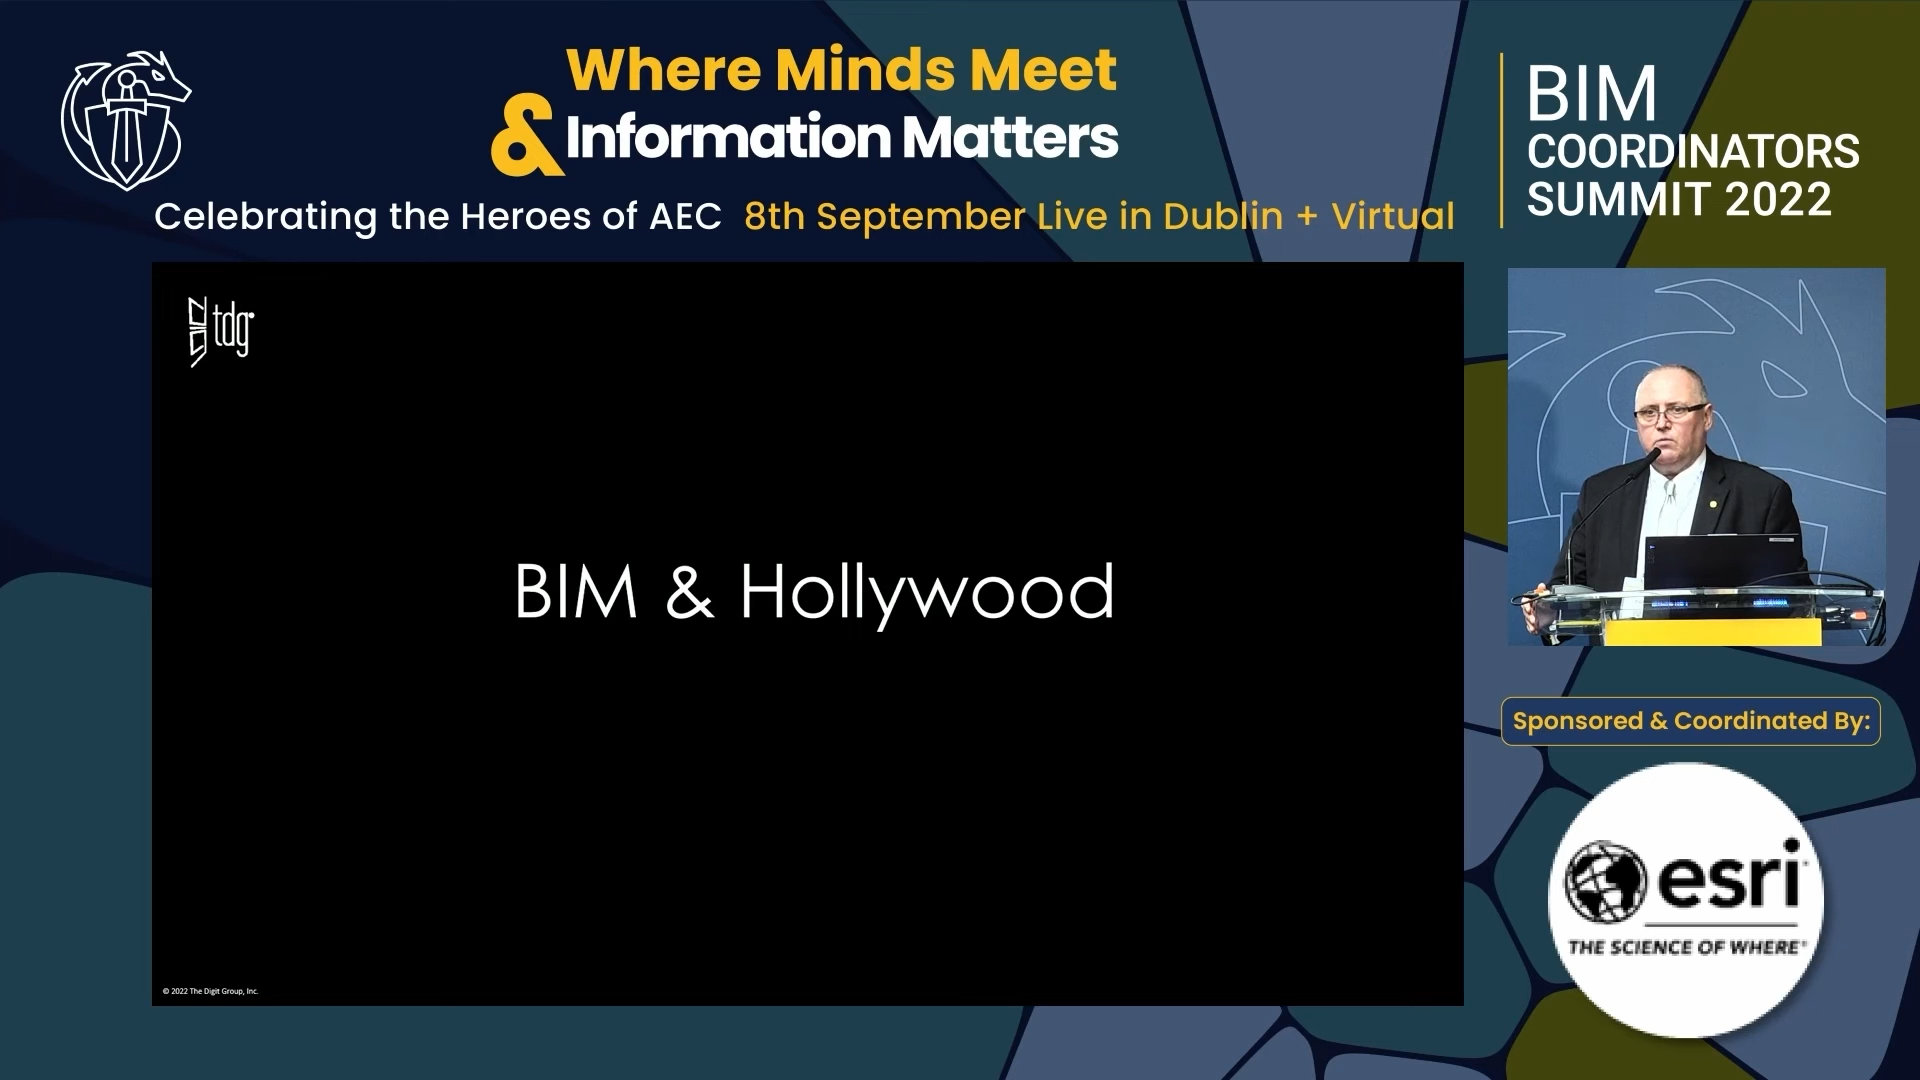 Where Minds Meet
& Information Matters
Celebrating the Heroes of AEC 8th September Live in Dublin + Virtual
BIM
COORDINATORS
SUMMIT 2022
tdg
BIM & Hollywood
© 2022 The Digit Group, Inc.
Sponsored & Coordinated By:
esri
THE SCIENCE OF WHERE®